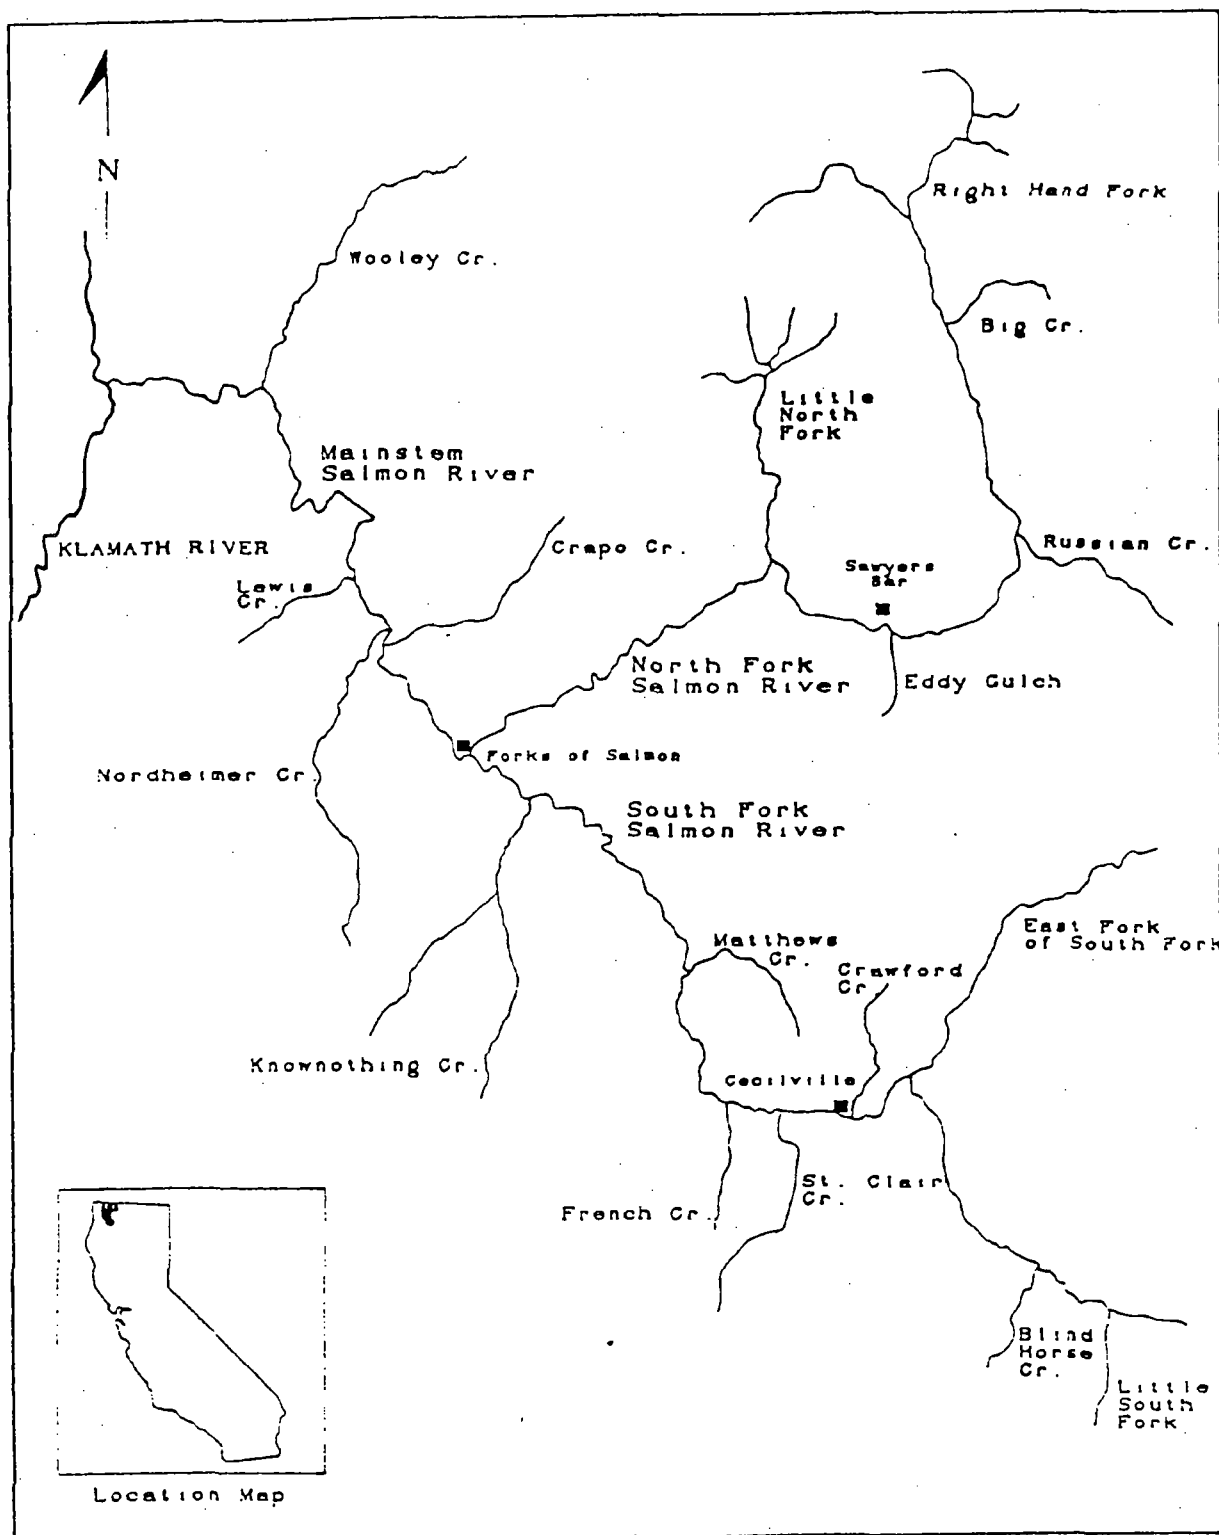 N
Right Hand Fork
Wooley Cr.
Big Cr.
Little
North
Fork
Mainstem
Salmon River
KLAMATH RIVER
Crapo Cr.
Russian Cr.
Sawyers
Bar
Lewis
Cr.
North Fork
Salmon River
Eddy Gulch
Forks of Salmon
Nordheimer Cr.
South Fork
Salmon River
East Fork
of South Fork
Matthews
Cr.
Crawford
Cr.
Knownothing Cr.
Cecilville
St. Clair
Cr.
French Cr.
Blind
Horse
Cr.
Little
South
Fork
Location Map